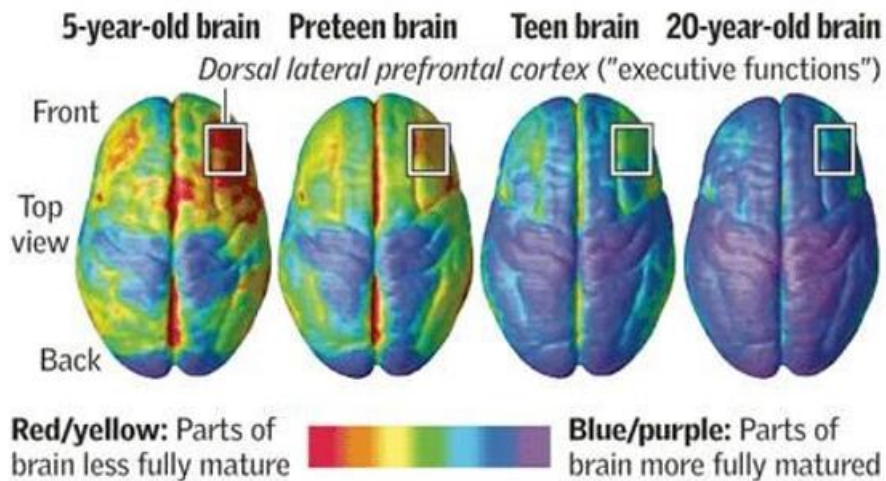 5-year-old brain Preteen brain Teen brain 20-year-old brain
Dorsal lateral prefrontal cortex ("executive functions")
Front
Top
view
Back
Red/yellow: Parts of
brain less fully mature
Blue/purple: Parts of
brain more fully matured